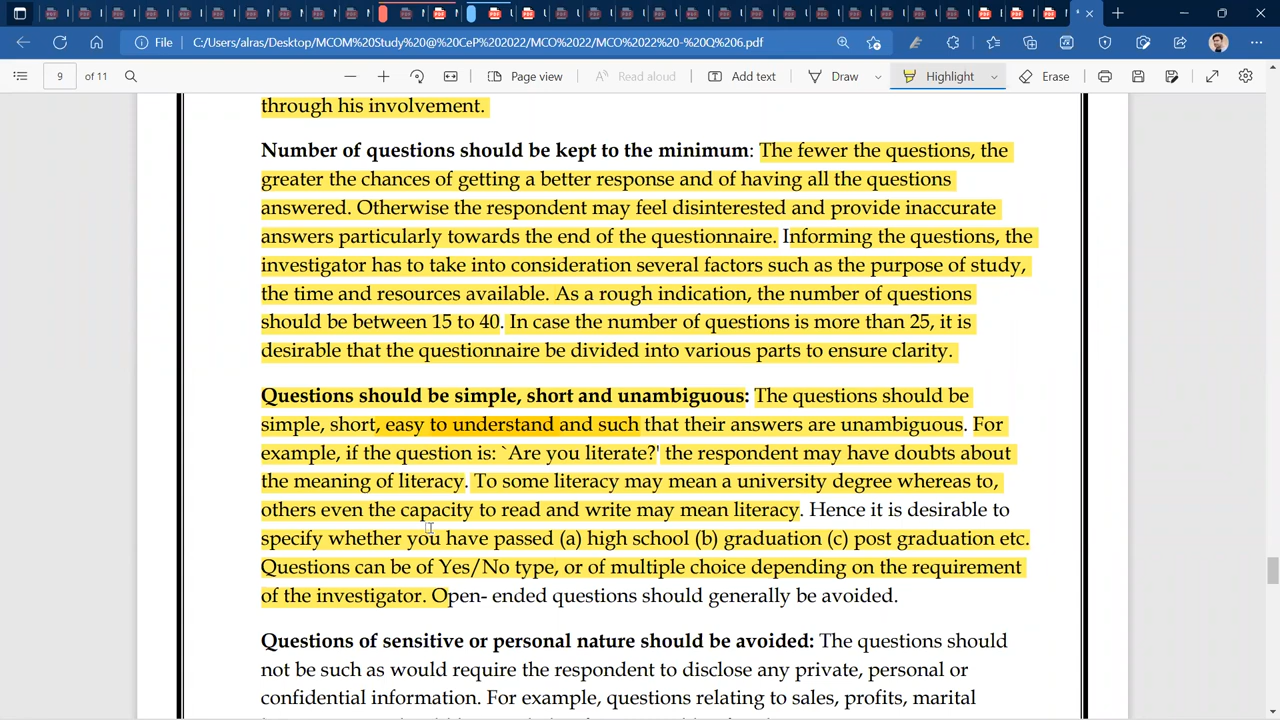 File
C:/Users/alras/Desktop/MCOM%20Study%20@%20CeP%202022/MCO%2022/MCO%2022%20-%20Q%206.pdf
9 of 11
Page view
Read aloud
Add text
Draw
Highlight
Erase
through his involvement.
Number of questions should be kept to the minimum: The fewer the questions, the
greater the chances of getting a better response and of having all the questions
answered. Otherwise the respondent may feel disinterested and provide inaccurate
answers particularly towards the end of the questionnaire. Informing the questions, the
investigator has to take into consideration several factors such as the purpose of study,
the time and resources available. As a rough indication, the number of questions
should be between 15 to 40. In case the number of questions is more than 25, it is
desirable that the questionnaire be divided into various parts to ensure clarity.
Questions should be simple, short and unambiguous: The questions should be
simple, short, easy to understand and such that their answers are unambiguous. For
example, if the question is: `Are you literate?' the respondent may have doubts about
the meaning of literacy. To some literacy may mean a university degree whereas to,
others even the capacity to read and write may mean literacy. Hence it is desirable to
specify whether you have passed (a) high school (b) graduation (c) post graduation etc.
Questions can be of Yes/No type, or of multiple choice depending on the requirement
of the investigator. Open- ended questions should generally be avoided.
Questions of sensitive or personal nature should be avoided: The questions should
not be such as would require the respondent to disclose any private, personal or
confidential information. For example, questions relating to sales, profits, marital